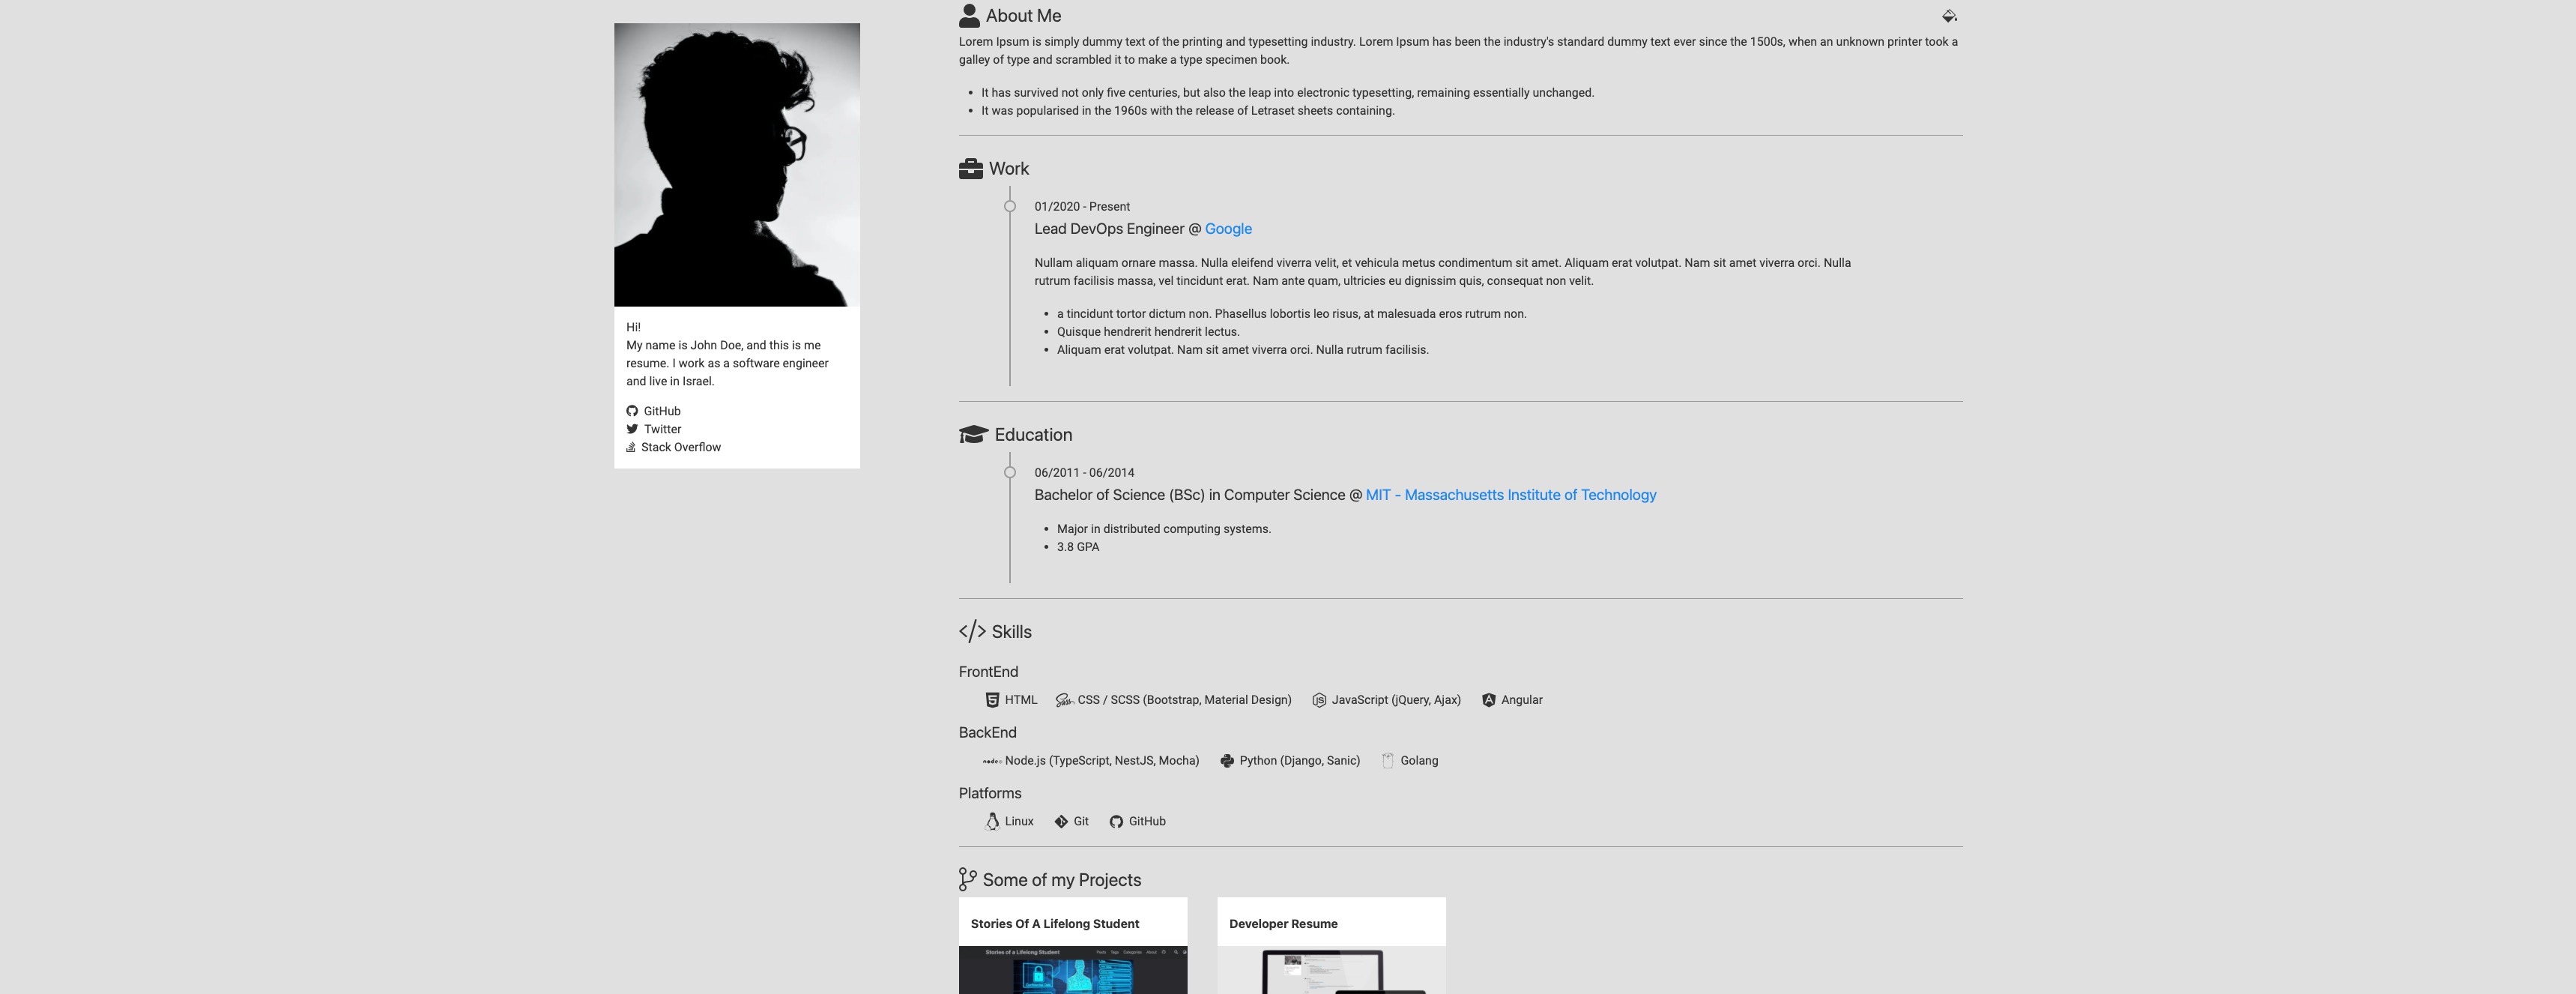 Hi!
My name is John Doe, and this is me
resume. I work as a software engineer
and live in Israel.
GitHub
Twitter
Stack Overflow
About Me
Lorem Ipsum is simply dummy text of the printing and typesetting industry. Lorem Ipsum has been the industry's standard dummy text ever since the 1500s, when an unknown printer took a
galley of type and scrambled it to make a type specimen book.
• It has survived not only five centuries, but also the leap into electronic typesetting, remaining essentially unchanged.
• It was popularised in the 1960s with the release of Letraset sheets containing.
Work
01/2020 - Present
Lead DevOps Engineer @ Google
Nullam aliquam ornare massa. Nulla eleifend viverra velit, et vehicula metus condimentum sit amet. Aliquam erat volutpat. Nam sit amet viverra orci. Nulla
rutrum facilisis massa, vel tincidunt erat. Nam ante quam, ultricies eu dignissim quis, consequat non velit.
• a tincidunt tortor dictum non. Phasellus lobortis leo risus, at malesuada eros rutrum non.
• Quisque hendrerit hendrerit lectus.
• Aliquam erat volutpat. Nam sit amet viverra orci. Nulla rutrum facilisis.
Education
06/2011 - 06/2014
Bachelor of Science (BSc) in Computer Science @ MIT - Massachusetts Institute of Technology
• Major in distributed computing systems.
• 3.8 GPA
</> Skills
FrontEnd
HTML CSS / SCSS (Bootstrap, Material Design) JavaScript (jQuery, Ajax) Angular
BackEnd
Node.js (TypeScript, NestJS, Mocha) Python (Django, Sanic) Golang
Platforms
Linux Git GitHub
Some of my Projects
Stories Of A Lifelong Student
Developer Resume
Stories of a Lifelong Student Posts Tags Categories About